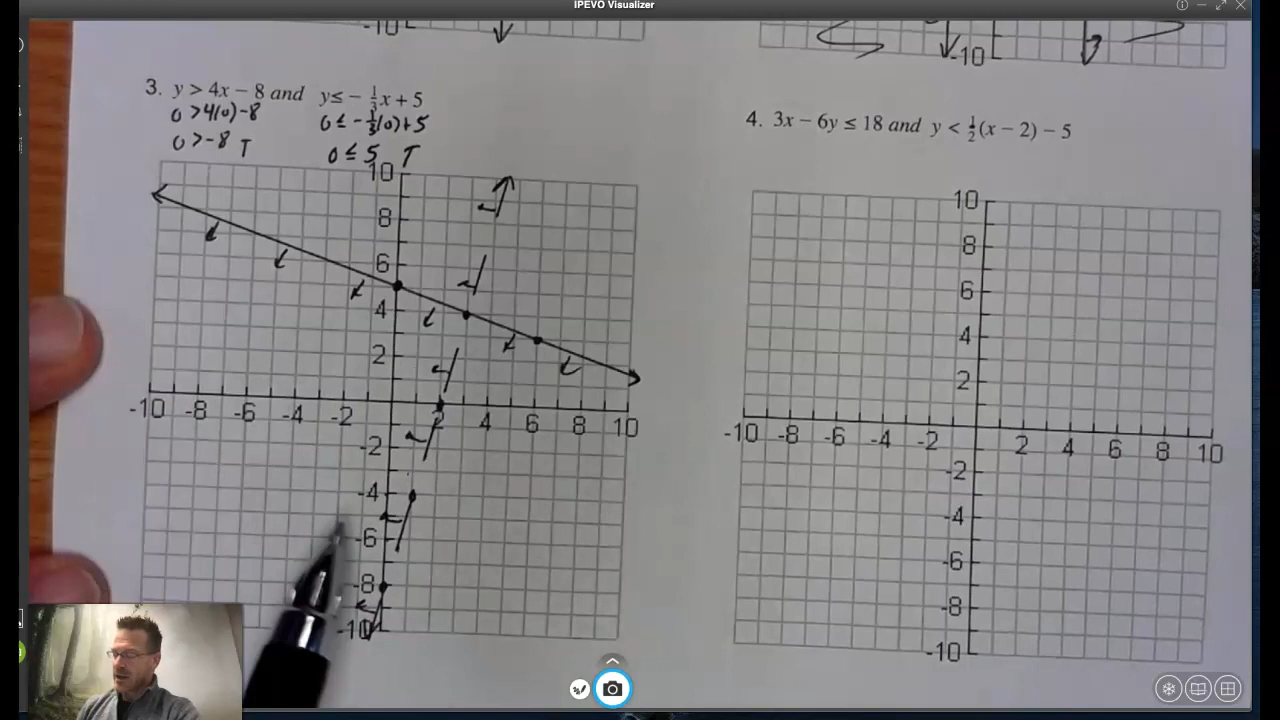 IPEVO Visualizer
-10
-10
3. y > 4x − 8 and y ≤ − 1/3 x + 5
0 > 4(0) - 8
0 ≤ -1/3(0) + 5
0 > -8 T
0 ≤ 5 T
10
8
6
4
2
-10 -8 -6 -4 -2 2 4 6 8 10
-2
-4
-6
-8
-10
4. 3x − 6y ≤ 18 and y < 1/2 (x − 2) − 5
10
8
6
4
2
-10 -8 -6 -4 -2 2 4 6 8 10
-2
-4
-6
-8
-10